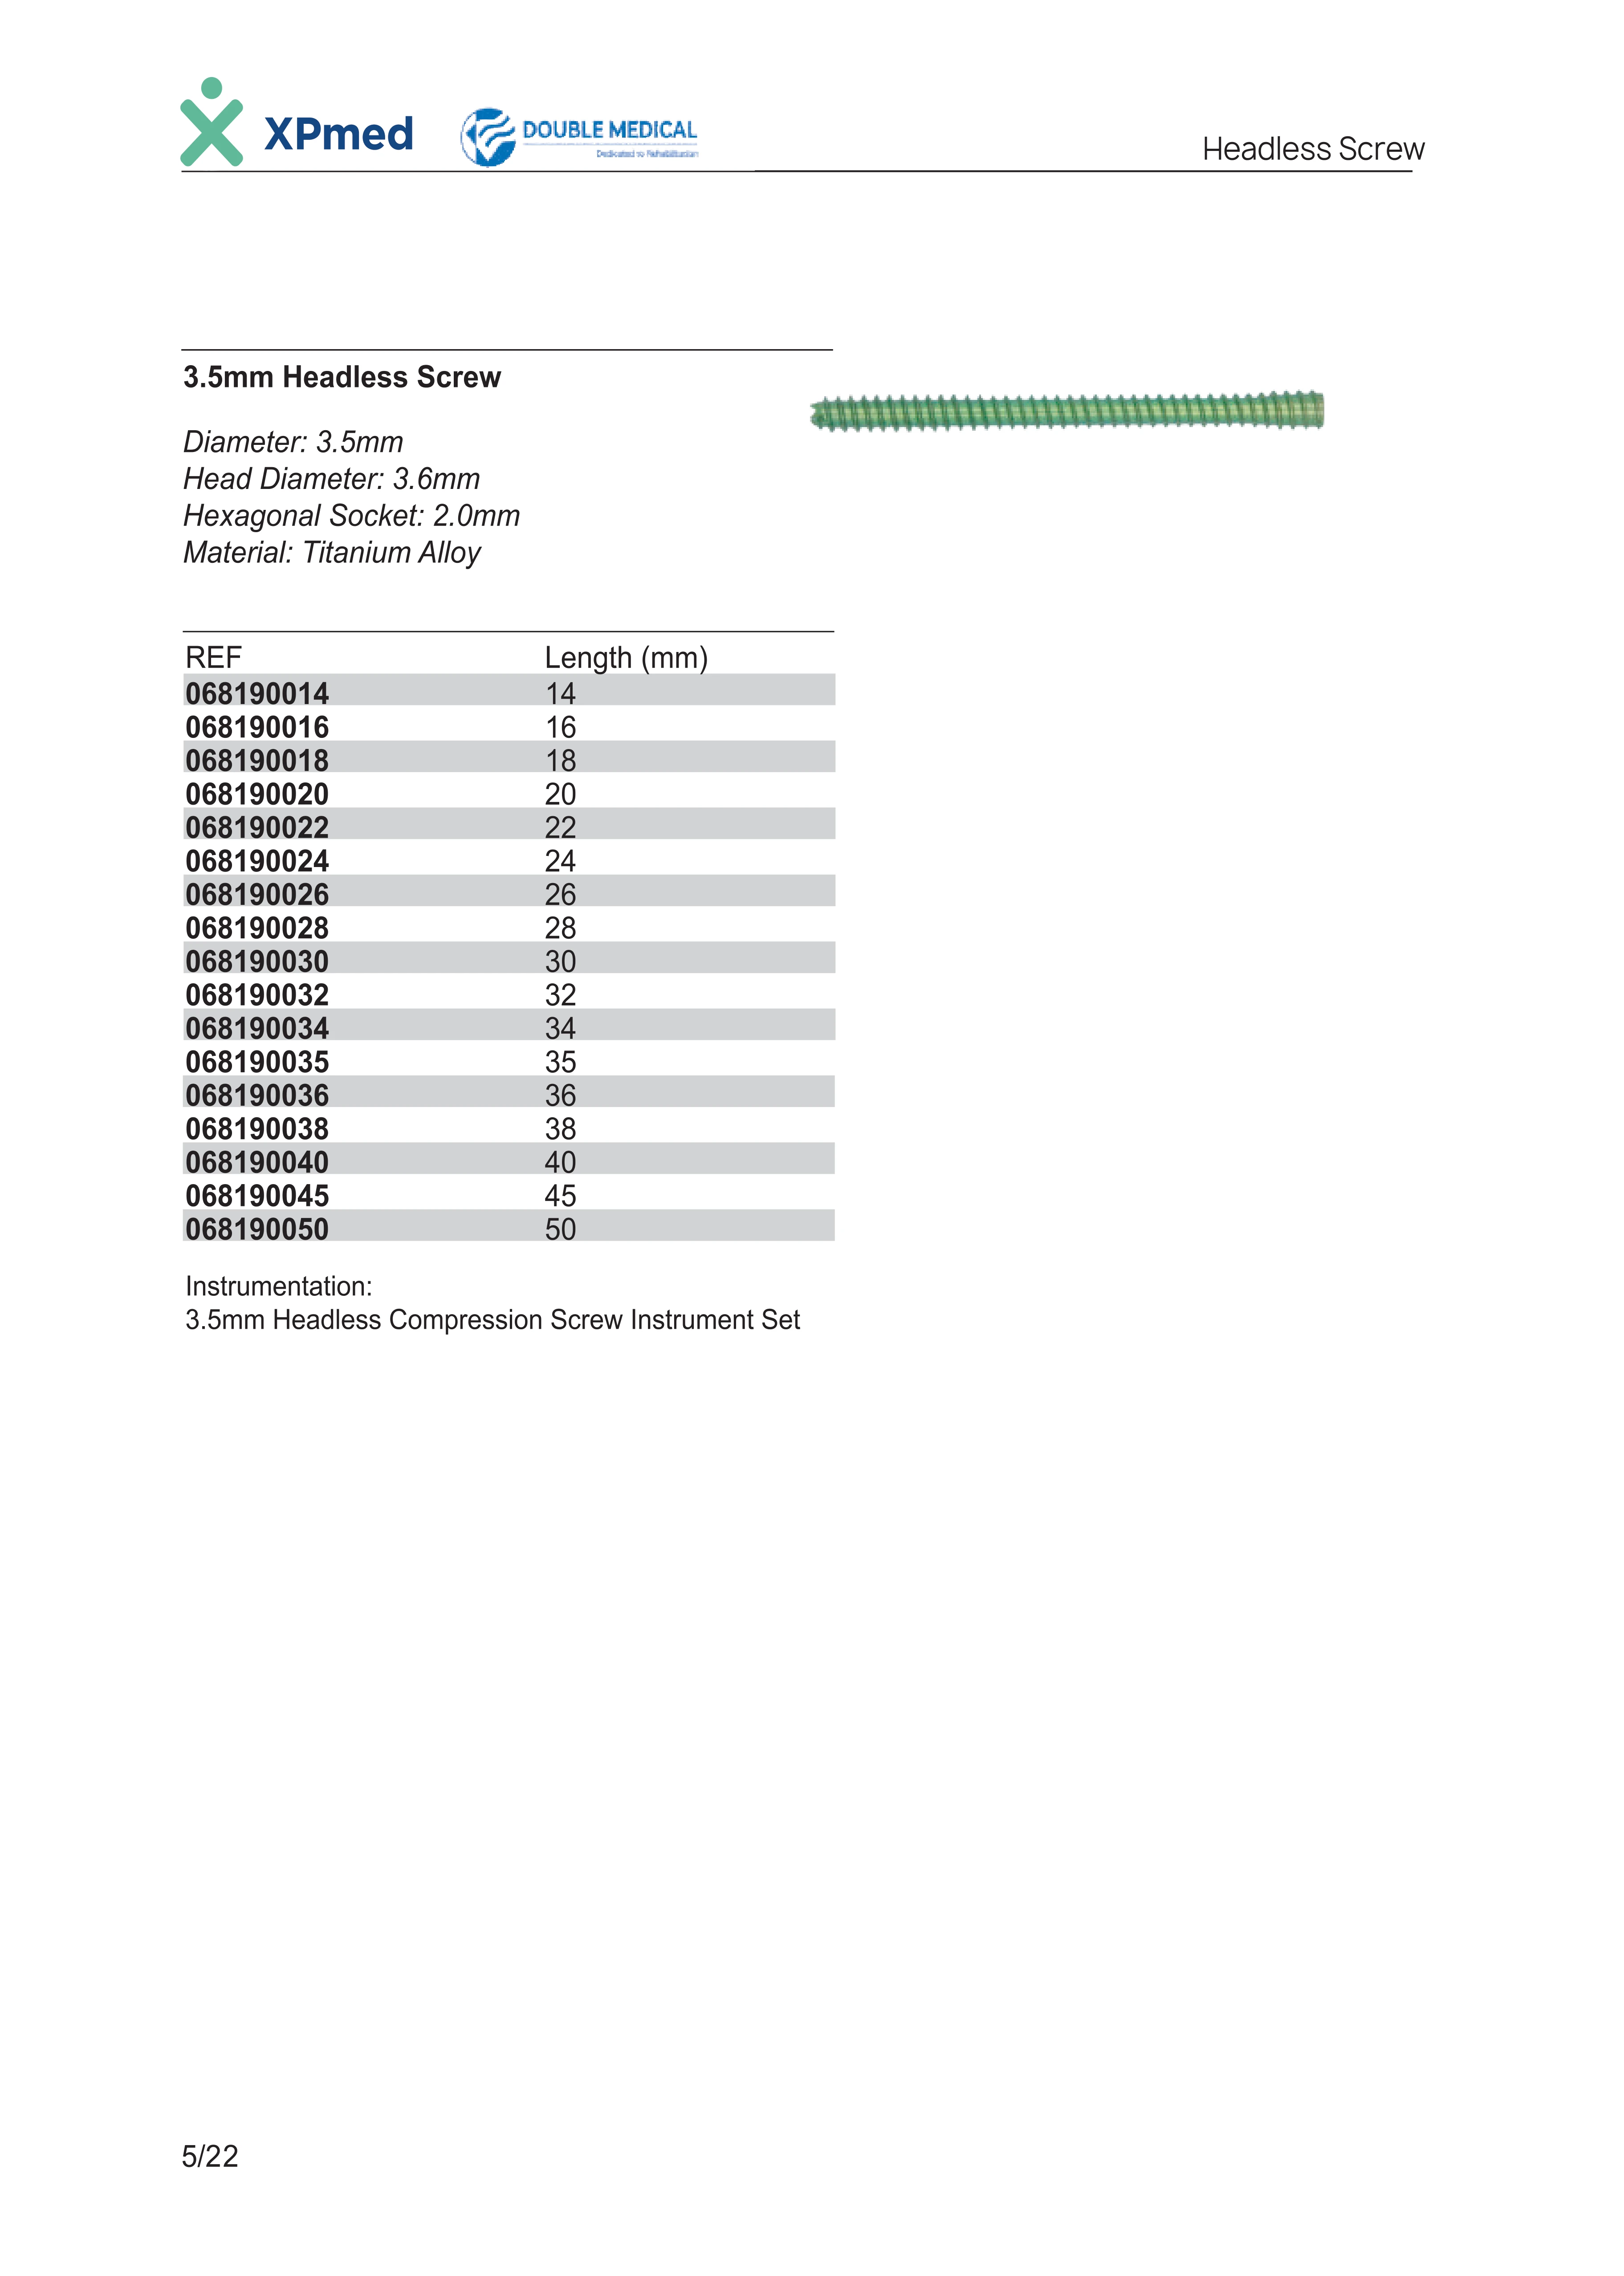 XPmed
DOUBLE MEDICAL
Dedicated to Rehabilitation
Headless Screw
3.5mm Headless Screw
Diameter: 3.5mm
Head Diameter: 3.6mm
Hexagonal Socket: 2.0mm
Material: Titanium Alloy
REF Length (mm)
068190014 14
068190016 16
068190018 18
068190020 20
068190022 22
068190024 24
068190026 26
068190028 28
068190030 30
068190032 32
068190034 34
068190035 35
068190036 36
068190038 38
068190040 40
068190045 45
068190050 50
Instrumentation:
3.5mm Headless Compression Screw Instrument Set
5/22